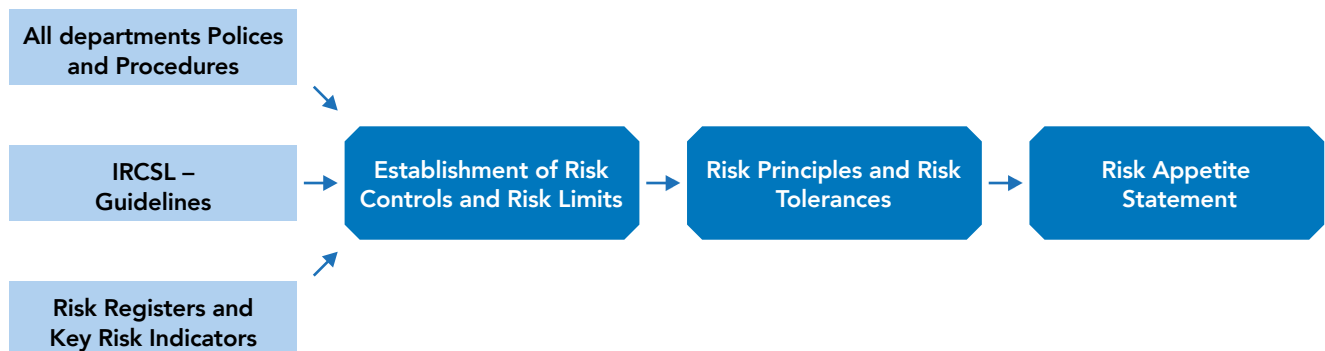 All departments Polices
and Procedures
IRCSL –
Guidelines
Risk Registers and
Key Risk Indicators
Establishment of Risk
Controls and Risk Limits
Risk Principles and Risk
Tolerances
Risk Appetite
Statement